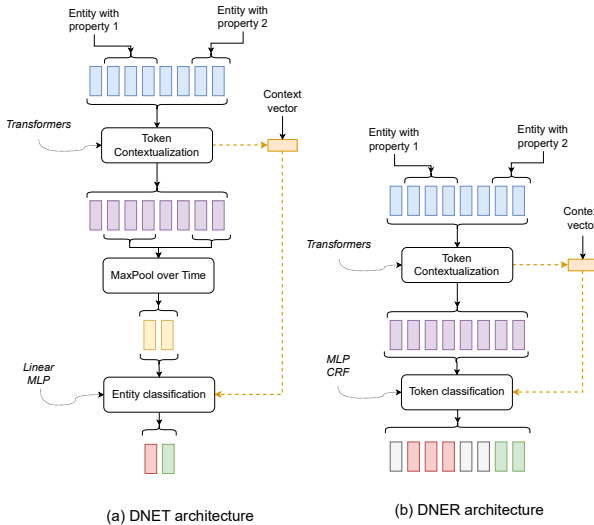 Entity with
property 1
Entity with
property 2
Context
vector
Transformers
Token
Contextualization
MaxPool over Time
Linear
MLP
Entity classification
(a) DNET architecture
Entity with
property 1
Entity with
property 2
Contex
vector
Transformers
Token
Contextualization
MLP
CRF
Token classification
(b) DNER architecture